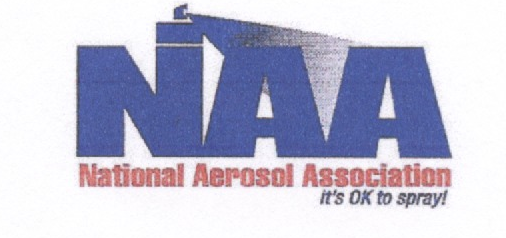 NAA
National Aerosol Association
it's OK to spray!